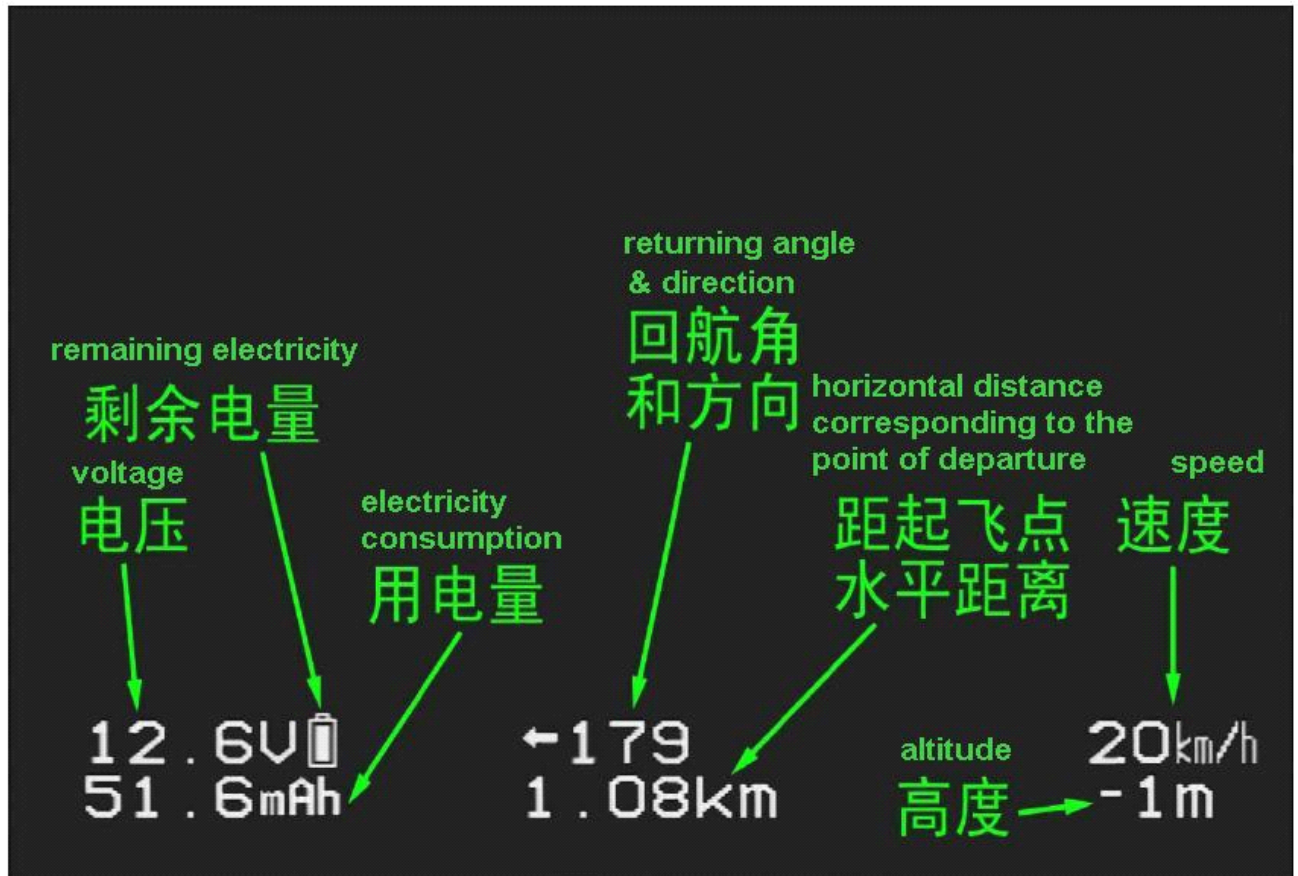 returning angle
& direction
回航角
和方向
remaining electricity
剩余电量
horizontal distance
corresponding to the
point of departure
距起飞点
水平距离
speed
速度
voltage
电压
electricity
consumption
用电量
12.6V
51.6mAh
←179
1.08km
altitude
高度
20km/h
-1m